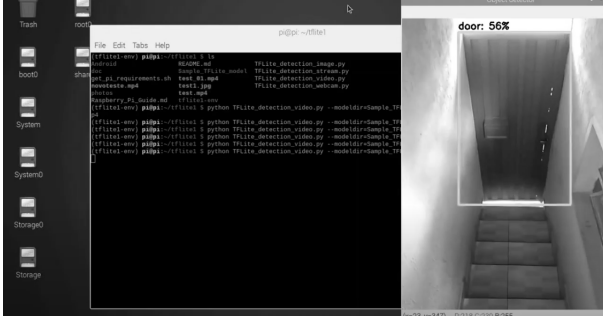 Trash
root0
boot0
shar
System
System0
Storage0
Storage
pi@pi: ~/tflite1
File Edit Tabs Help
(tflite1-env) pi@pi:~/tflite1 $ ls
Android README.md TFLite_detection_image.py
doc Sample_TFLite_model TFLite_detection_stream.py
get_pi_requirements.sh test_01.mp4 TFLite_detection_video.py
novoteste.mp4 test1.jpg TFLite_detection_webcam.py
photos test.mp4
Raspberry_Pi_Guide.md tflite1-env
(tflite1-env) pi@pi:~/tflite1 $ python TFLite_detection_video.py --modeldir=Sample_TF
p4
(tflite1-env) pi@pi:~/tflite1 $ python TFLite_detection_video.py --modeldir=Sample_TF
(tflite1-env) pi@pi:~/tflite1 $ python TFLite_detection_video.py --modeldir=Sample_TF
(tflite1-env) pi@pi:~/tflite1 $ python TFLite_detection_video.py --modeldir=Sample_TF
(tflite1-env) pi@pi:~/tflite1 $ python TFLite_detection_video.py --modeldir=Sample_TF
door: 56%